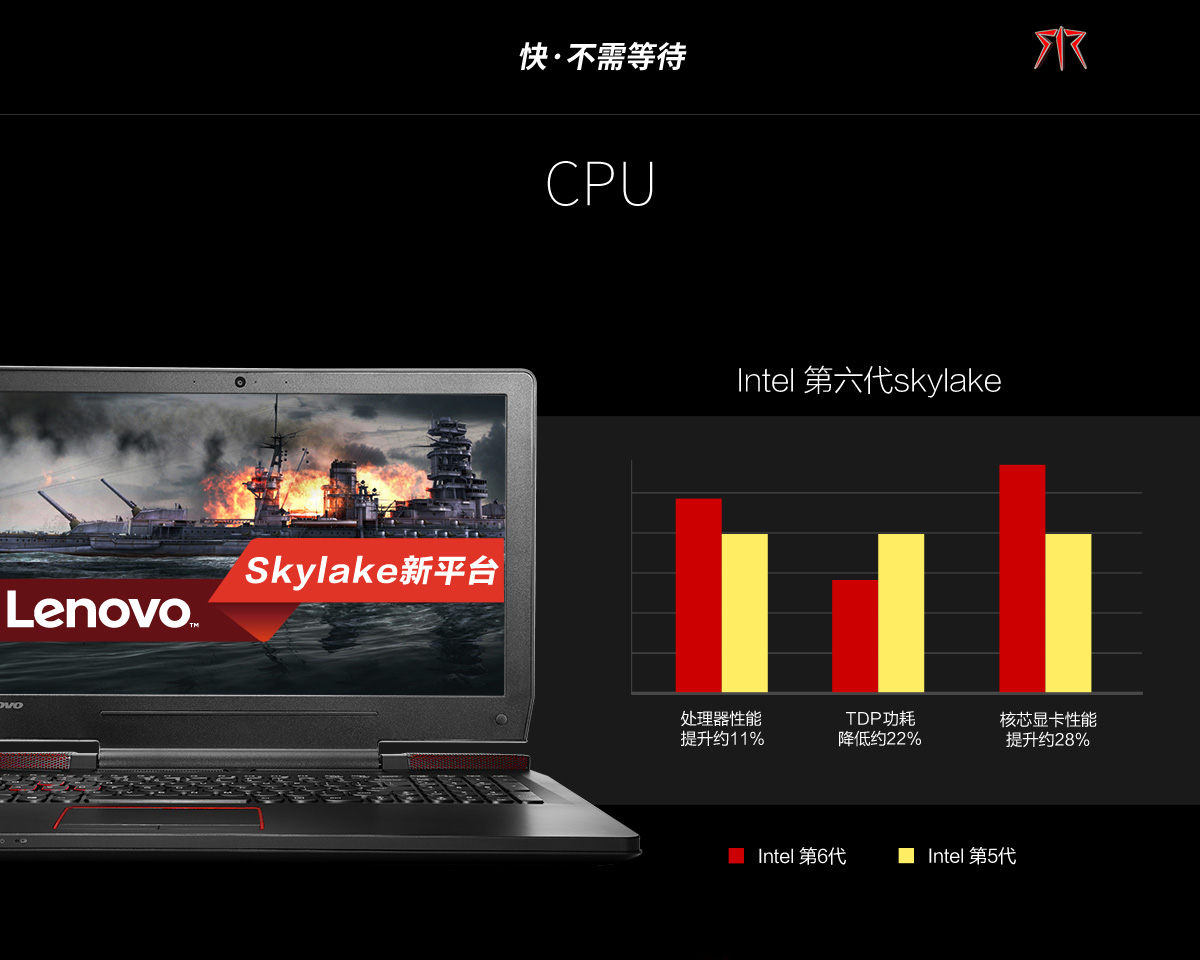 快·不需等待
CPU
Intel 第六代skylake
Skylake新平台
Lenovo™
处理器性能
提升约11%
TDP功耗
降低约22%
核芯显卡性能
提升约28%
Intel 第6代
Intel 第5代